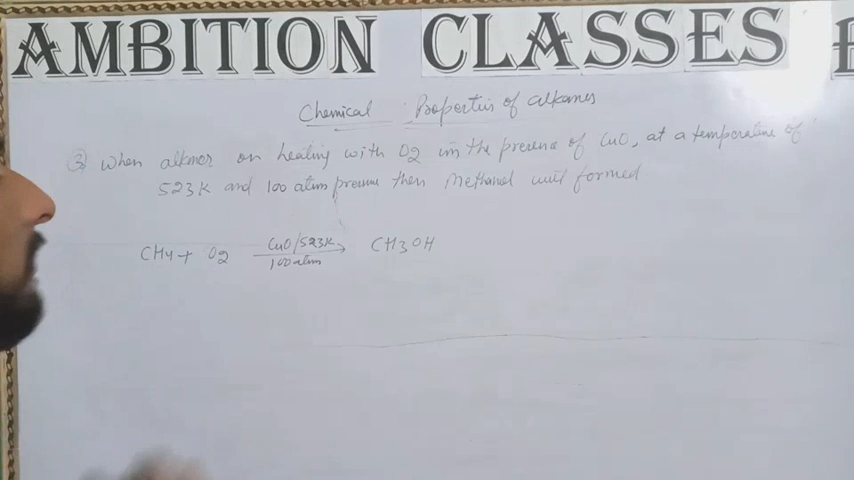 AMBITION CLASSES
Chemical Properties of alkanes
③ When alkanes on heating with O2 in the presence of CuO, at a temperature of
523K and 100 atm pressure then Methanol will formed
CH4 + O2 CuO/523K CH3OH
100 atm